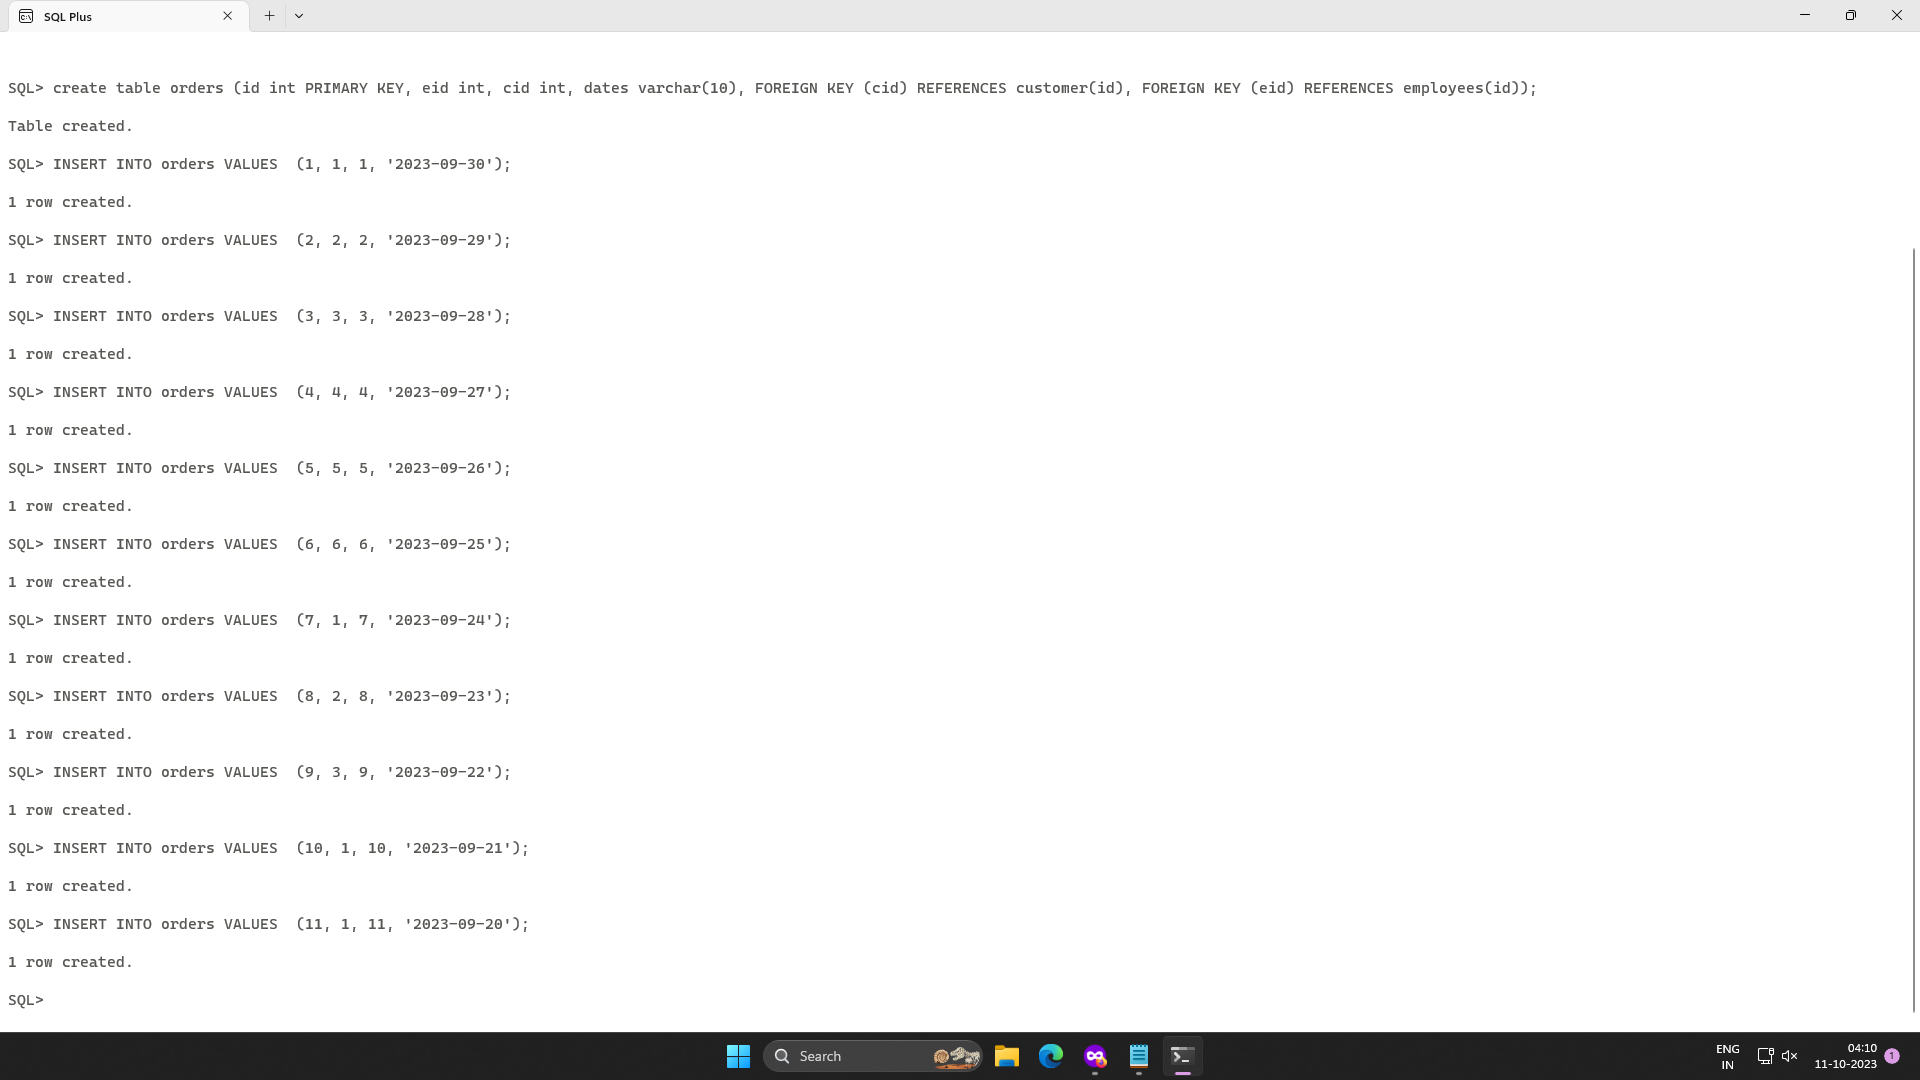 SQL Plus
SQL> create table orders (id int PRIMARY KEY, eid int, cid int, dates varchar(10), FOREIGN KEY (cid) REFERENCES customer(id), FOREIGN KEY (eid) REFERENCES employees(id));
Table created.
SQL> INSERT INTO orders VALUES  (1, 1, 1, '2023-09-30');
1 row created.
SQL> INSERT INTO orders VALUES  (2, 2, 2, '2023-09-29');
1 row created.
SQL> INSERT INTO orders VALUES  (3, 3, 3, '2023-09-28');
1 row created.
SQL> INSERT INTO orders VALUES  (4, 4, 4, '2023-09-27');
1 row created.
SQL> INSERT INTO orders VALUES  (5, 5, 5, '2023-09-26');
1 row created.
SQL> INSERT INTO orders VALUES  (6, 6, 6, '2023-09-25');
1 row created.
SQL> INSERT INTO orders VALUES  (7, 1, 7, '2023-09-24');
1 row created.
SQL> INSERT INTO orders VALUES  (8, 2, 8, '2023-09-23');
1 row created.
SQL> INSERT INTO orders VALUES  (9, 3, 9, '2023-09-22');
1 row created.
SQL> INSERT INTO orders VALUES  (10, 1, 10, '2023-09-21');
1 row created.
SQL> INSERT INTO orders VALUES  (11, 1, 11, '2023-09-20');
1 row created.
SQL>
Search
ENG
IN
04:10
11-10-2023
1